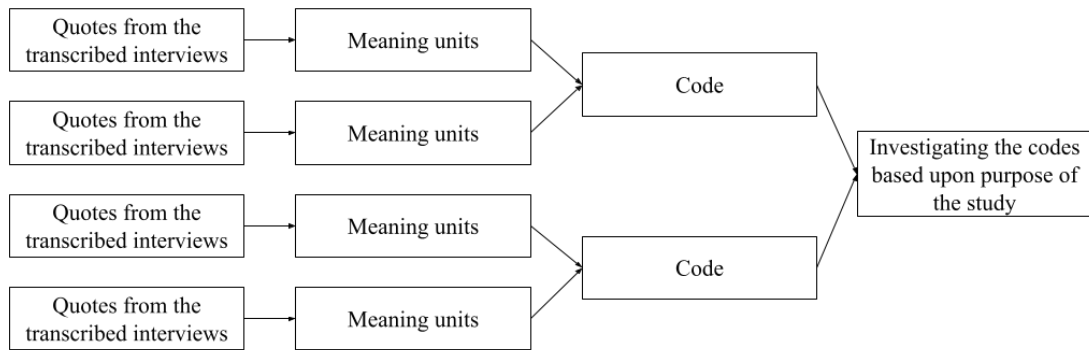 Quotes from the
transcribed interviews
Meaning units
Quotes from the
transcribed interviews
Meaning units
Code
Quotes from the
transcribed interviews
Meaning units
Quotes from the
transcribed interviews
Meaning units
Code
Investigating the codes
based upon purpose of
the study